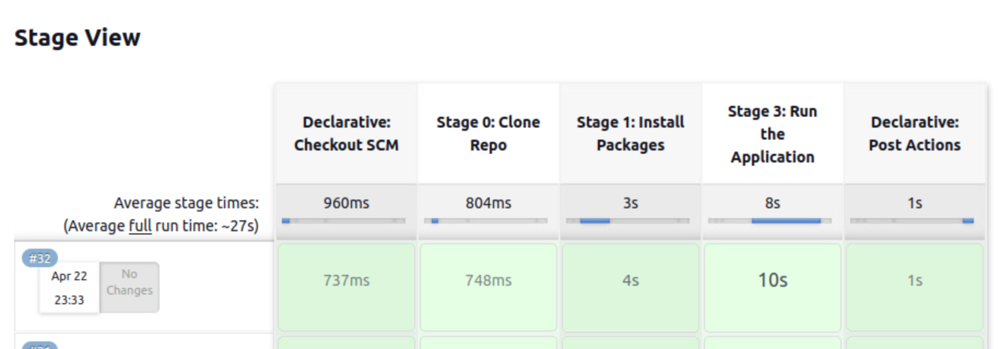 Stage View
Declarative:
Checkout SCM
Stage 0: Clone
Repo
Stage 1: Install
Packages
Stage 3: Run
the
Application
Declarative:
Post Actions
Average stage times:
(Average full run time: ~27s)
960ms
804ms
3s
8s
1s
#32
Apr 22
23:33
No
Changes
737ms
748ms
4s
10s
1s